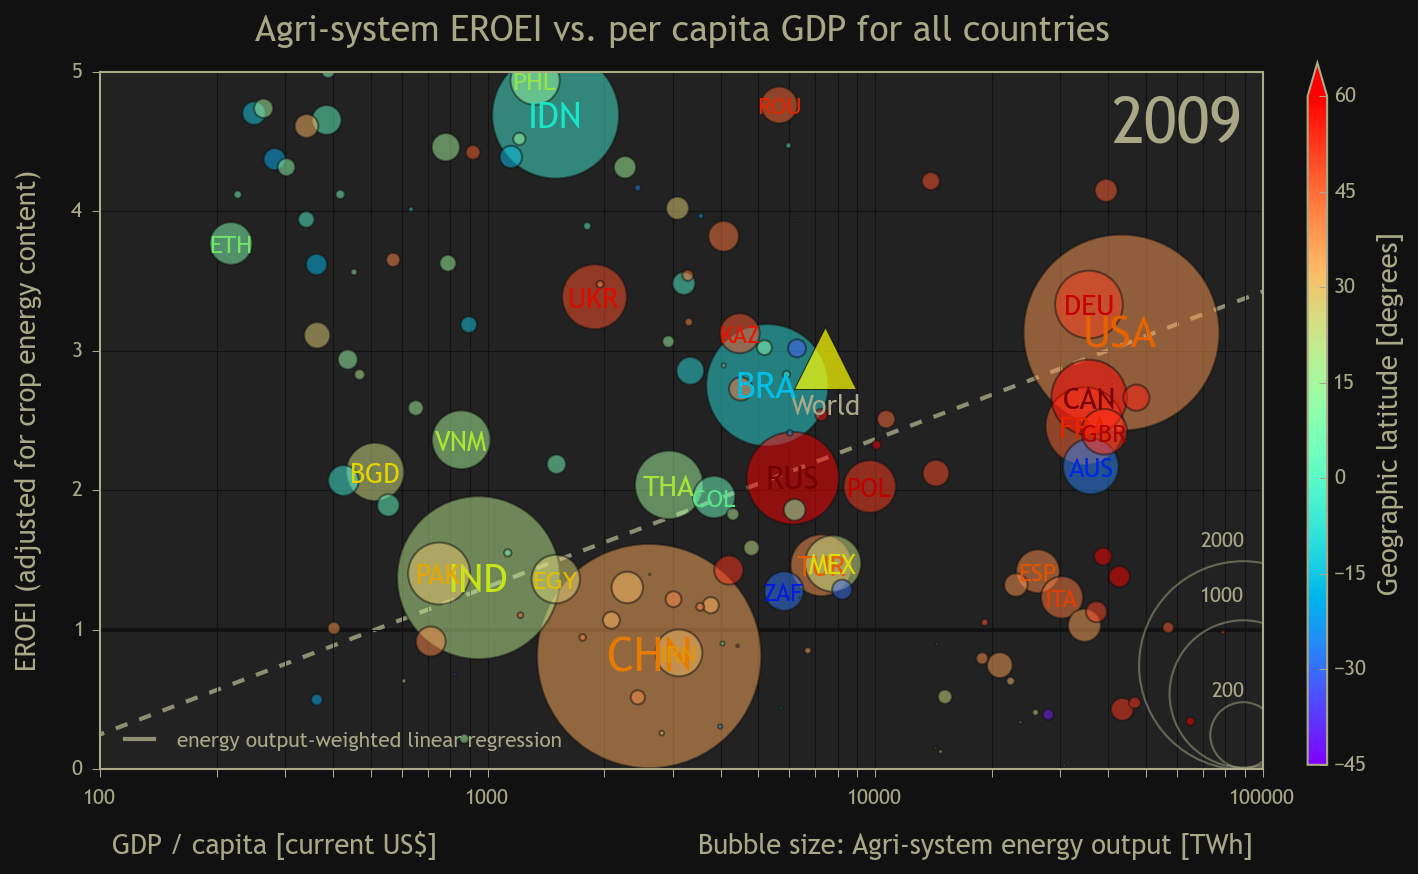 Agri-system EROEI vs. per capita GDP for all countries
2009
EROEI (adjusted for crop energy content)
5
4
3
2
1
0
PHL
IDN
ROU
ETH
UKR
DEU
USA
KAZ
BRA
World
CAN
FRA
GBR
AUS
VNM
BGD
THA
COL
RUS
POL
PAK
IND
EGY
TUR
MEX
ZAF
ESP
ITA
CHN
2000
1000
200
energy output-weighted linear regression
100
1000
10000
100000
GDP / capita [current US$]
Bubble size: Agri-system energy output [TWh]
60
45
30
15
0
−15
−30
−45
Geographic latitude [degrees]